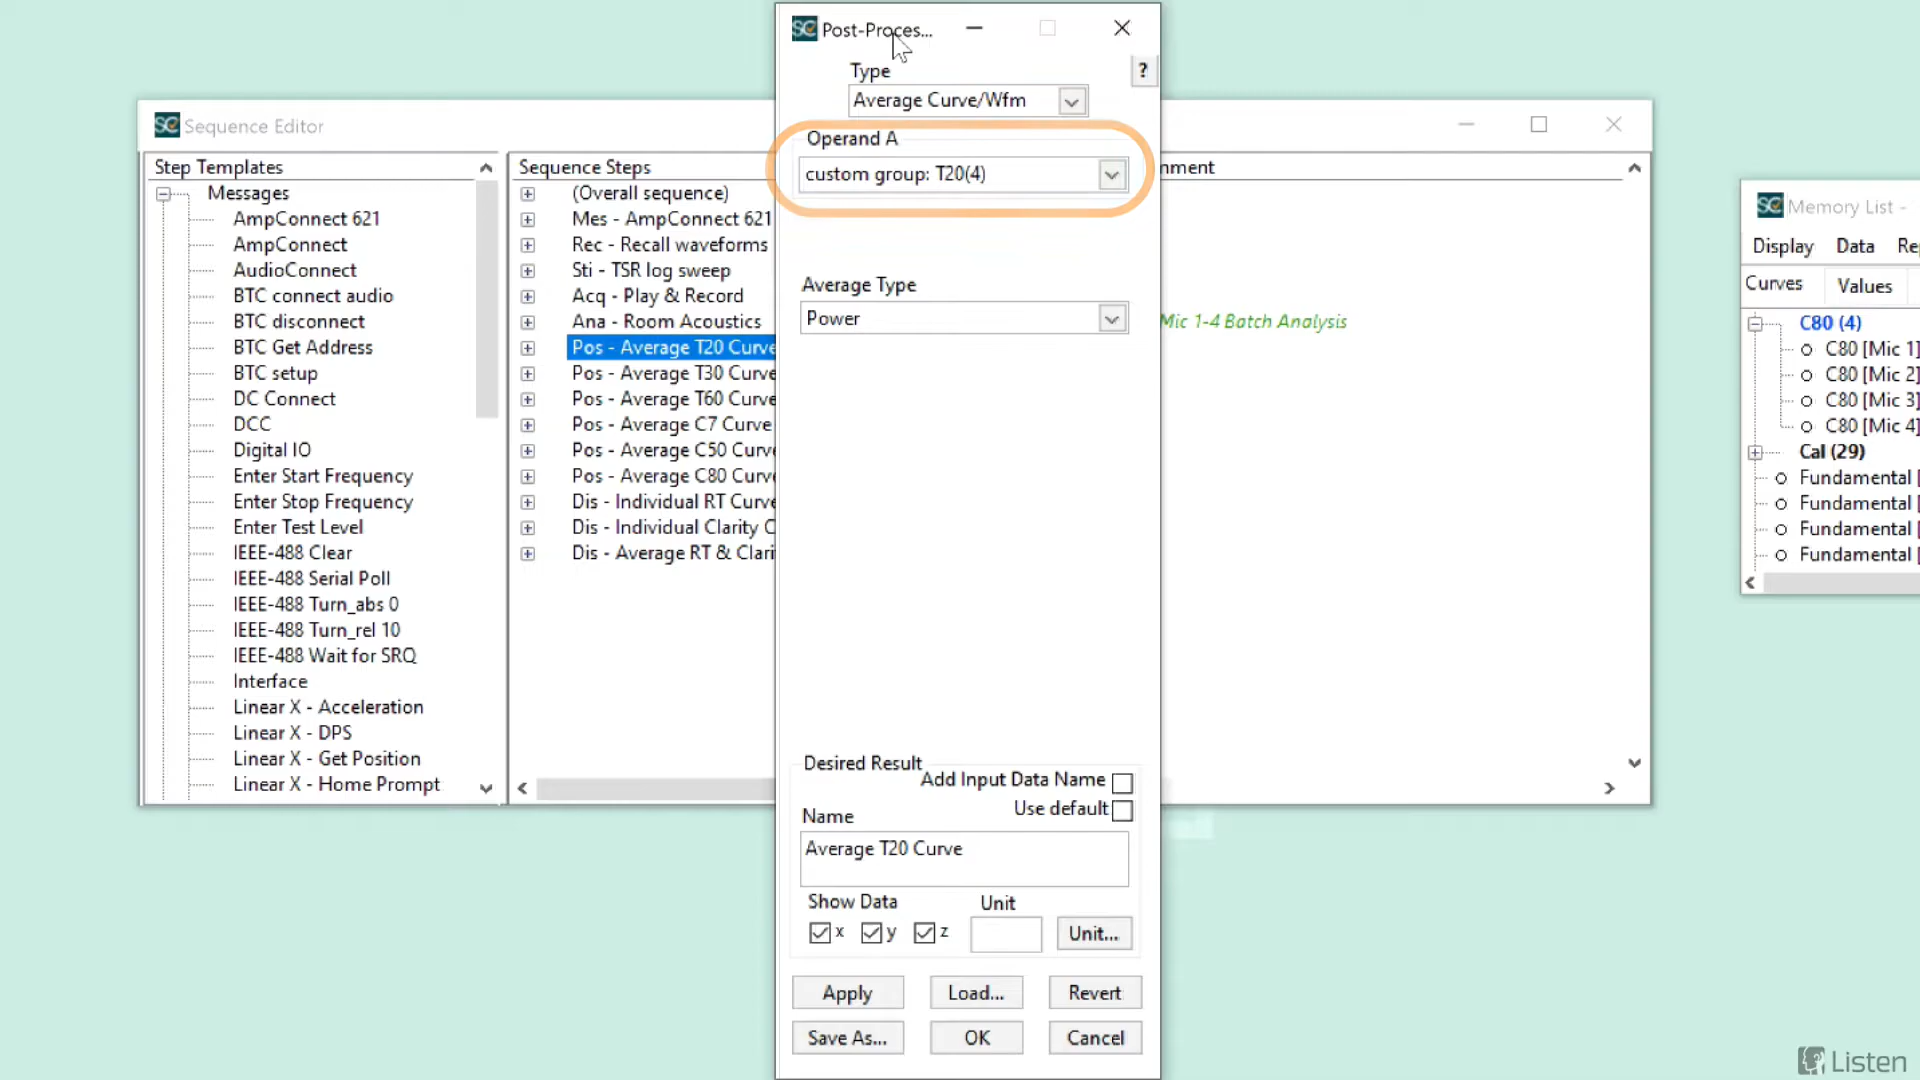 Post-Proces...
Type
?
Average Curve/Wfm
Operand A
custom group: T20(4)
Average Type
Power
Desired Result
Add Input Data Name
Use default
Name
Average T20 Curve
Show Data
Unit
x
y
z
Unit...
Apply
Load...
Revert
Save As...
OK
Cancel
Sequence Editor
Step Templates
Messages
AmpConnect 621
AmpConnect
AudioConnect
BTC connect audio
BTC disconnect
BTC Get Address
BTC setup
DC Connect
DCC
Digital IO
Enter Start Frequency
Enter Stop Frequency
Enter Test Level
IEEE-488 Clear
IEEE-488 Serial Poll
IEEE-488 Turn_abs 0
IEEE-488 Turn_rel 10
IEEE-488 Wait for SRQ
Interface
Linear X - Acceleration
Linear X - DPS
Linear X - Get Position
Linear X - Home Prompt
Sequence Steps
(Overall sequence)
Mes - AmpConnect 621
Rec - Recall waveforms
Sti - TSR log sweep
Acq - Play & Record
Ana - Room Acoustics
Pos - Average T20 Curve
Pos - Average T30 Curve
Pos - Average T60 Curve
Pos - Average C7 Curve
Pos - Average C50 Curve
Pos - Average C80 Curve
Dis - Individual RT Curve
Dis - Individual Clarity C
Dis - Average RT & Clari
nment
Mic 1-4 Batch Analysis
Memory List -
Display Data Re
Curves Values
C80 (4)
C80 [Mic 1]
C80 [Mic 2]
C80 [Mic 3]
C80 [Mic 4]
Cal (29)
Fundamental [
Fundamental [
Fundamental [
Fundamental [
Listen